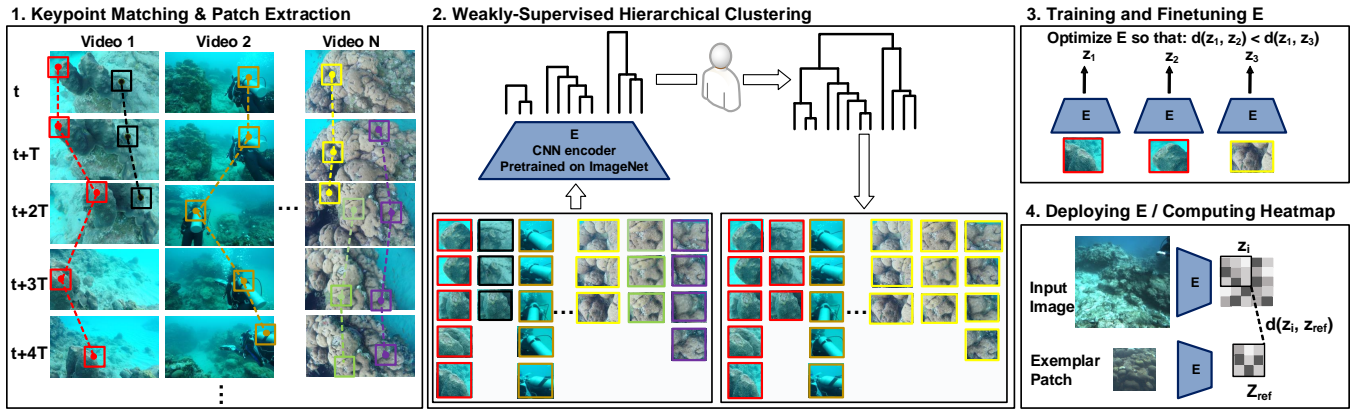 1. Keypoint Matching & Patch Extraction
Video 1
Video 2
Video N
t
t+T
t+2T
...
t+3T
t+4T
2. Weakly-Supervised Hierarchical Clustering
E
CNN encoder
Pretrained on ImageNet
...
...
3. Training and Finetuning E
Optimize E so that: d(z₁, z₂) < d(z₁, z₃)
z₁ z₂ z₃
E E E
4. Deploying E / Computing Heatmap
zᵢ
Input
Image
E
d(zᵢ, z_ref)
Exemplar
Patch
E
Z_ref